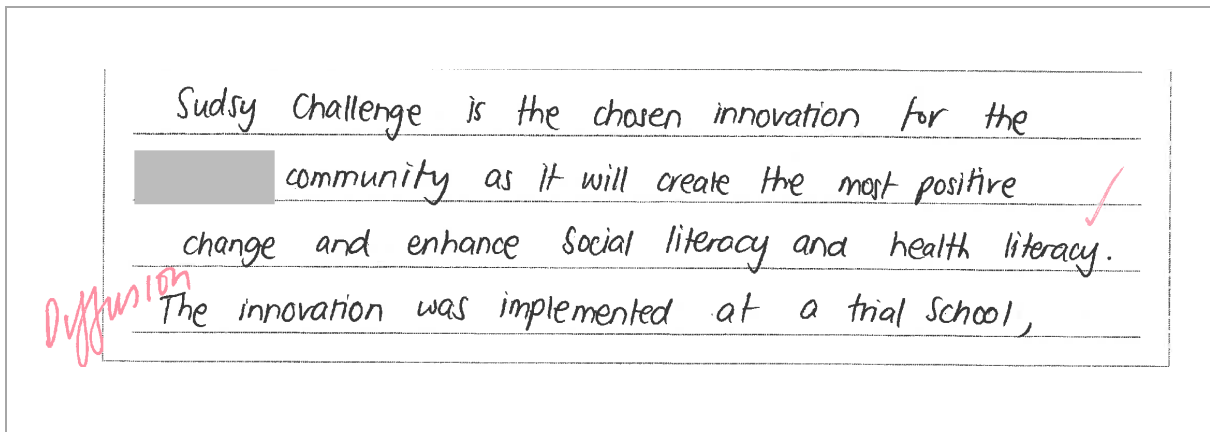 Sudsy Challenge is the chosen innovation for the
community as it will create the most positive
change and enhance social literacy and health literacy.
Diffusion
The innovation was implemented at a trial school,